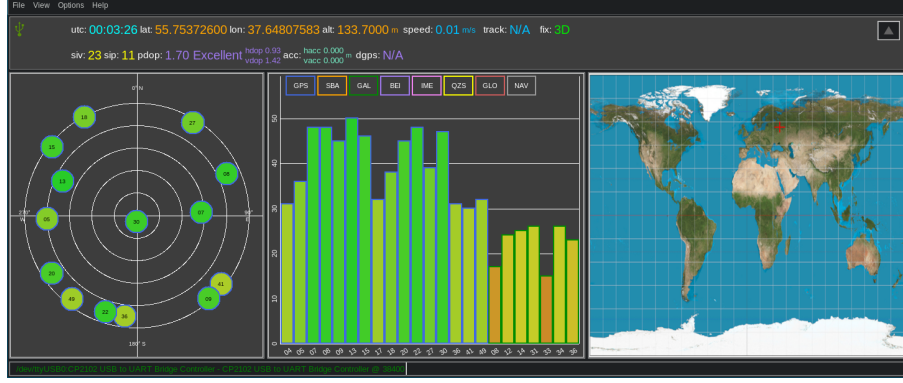 File View Options Help
utc: 00:03:26 lat: 55.75372600 lon: 37.64807583 alt: 133.7000 m speed: 0.01 m/s track: N/A fix: 3D
siv: 23 sip: 11 pdop: 1.70 Excellent hdop 0.93 vdop 1.42 acc: hacc 0.000 vacc 0.000 m dgps: N/A
0° N
18
27
15
08
13
270° W
05
30
07
90° E
20
41
49
09
22
36
180° S
GPS SBA GAL BEI IME QZS GLO NAV
50
40
30
20
10
0
04 05 07 08 09 13 15 17 18 20 22 27 30 36 41 49 08 12 14 31 33 34 36
/dev/ttyUSB0:CP2102 USB to UART Bridge Controller - CP2102 USB to UART Bridge Controller @ 38400